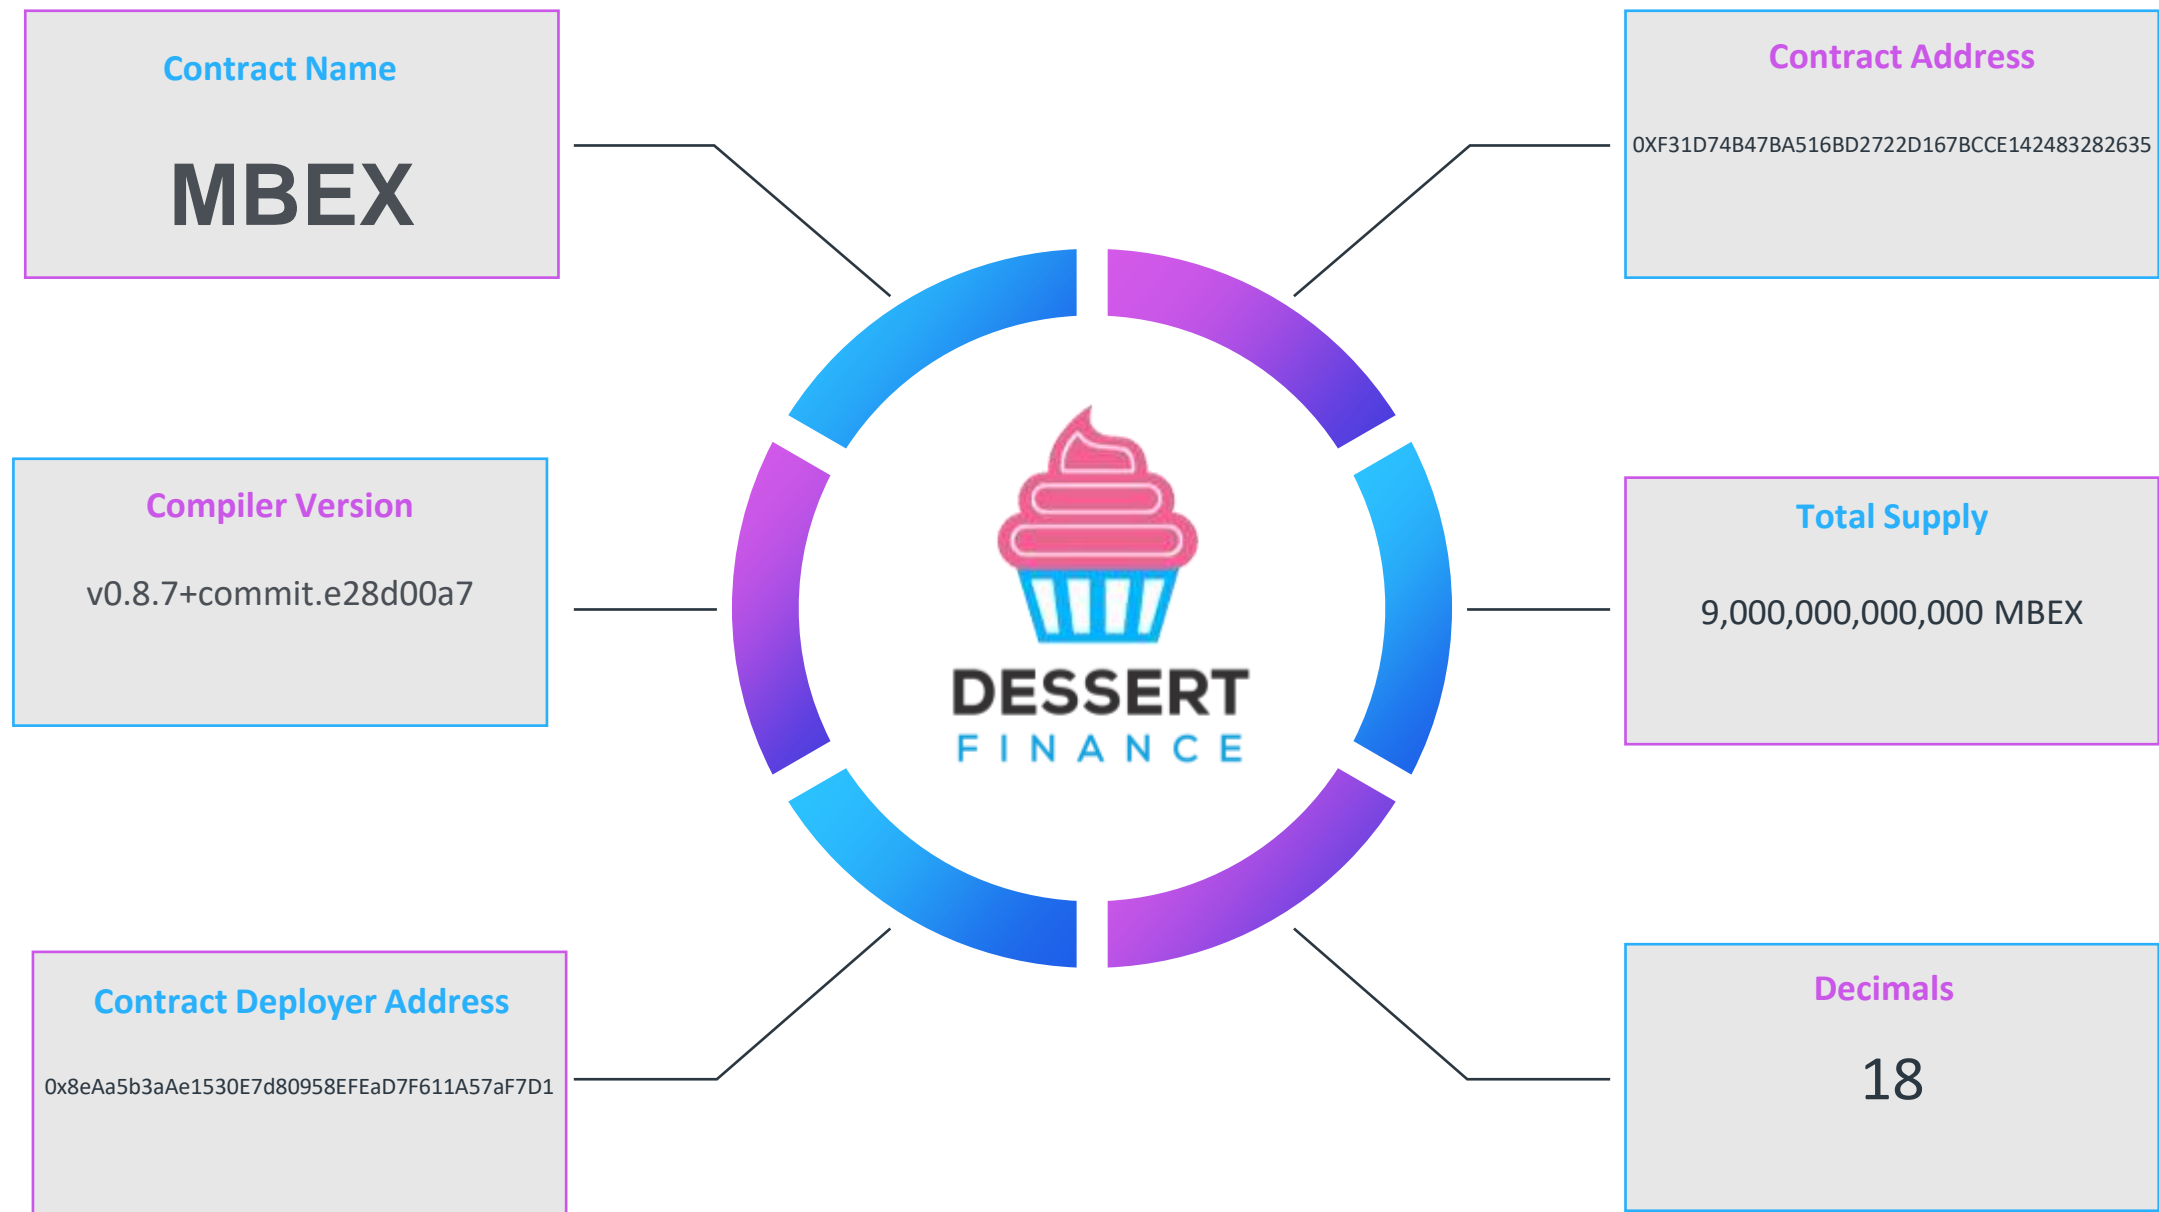 Contract Name
MBEX
Contract Address
0XF31D74B47BA516BD2722D167BCCE142483282635
Compiler Version
v0.8.7+commit.e28d00a7
Total Supply
9,000,000,000,000 MBEX
DESSERT
FINANCE
Contract Deployer Address
0x8eAa5b3aAe1530E7d80958EFEaD7F611A57aF7D1
Decimals
18